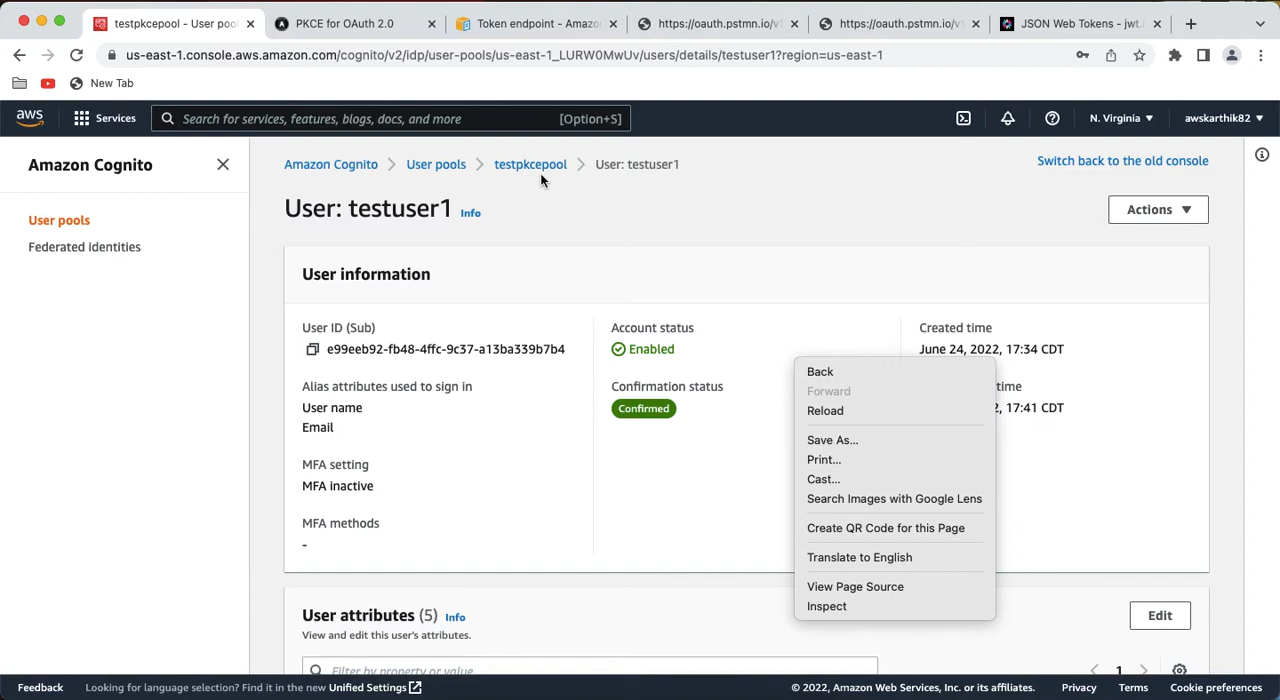 testpkcepool - User pool
PKCE for OAuth 2.0
Token endpoint - Amazo
https://oauth.pstmn.io/v1
https://oauth.pstmn.io/v1
JSON Web Tokens - jwt.i
us-east-1.console.aws.amazon.com/cognito/v2/idp/user-pools/us-east-1_LURW0MwUv/users/details/testuser1?region=us-east-1
New Tab
aws
Services
Search for services, features, blogs, docs, and more
[Option+S]
N. Virginia
awskarthik82
Amazon Cognito
User pools
Federated identities
Amazon Cognito
User pools
testpkcepool
User: testuser1
Switch back to the old console
User: testuser1
Info
Actions
User information
User ID (Sub)
e99eeb92-fb48-4ffc-9c37-a13ba339b7b4
Alias attributes used to sign in
User name
Email
MFA setting
MFA inactive
MFA methods
-
Account status
Enabled
Confirmation status
Confirmed
Created time
June 24, 2022, 17:34 CDT
time
2, 17:41 CDT
Back
Forward
Reload
Save As...
Print...
Cast...
Search Images with Google Lens
Create QR Code for this Page
Translate to English
View Page Source
Inspect
User attributes (5)
Info
View and edit this user's attributes.
Edit
Filter by property or value
1
Feedback
Looking for language selection? Find it in the new Unified Settings
© 2022, Amazon Web Services, Inc. or its affiliates.
Privacy
Terms
Cookie preferences